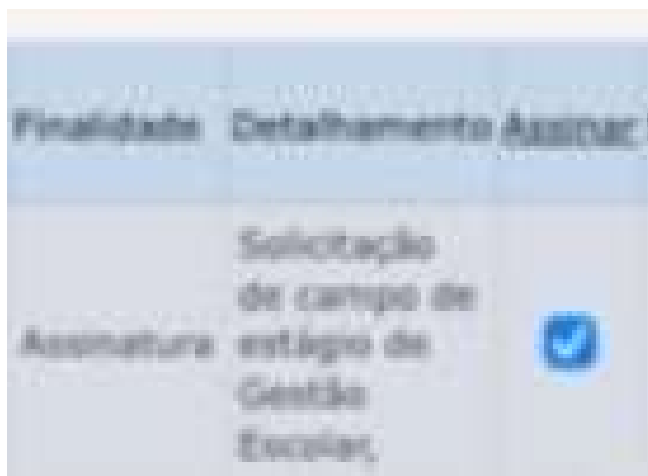 Finalidade Detalhamento Assinar
Solicitação
de campo de
Assinatura estágio de
Gestão
Escolar,